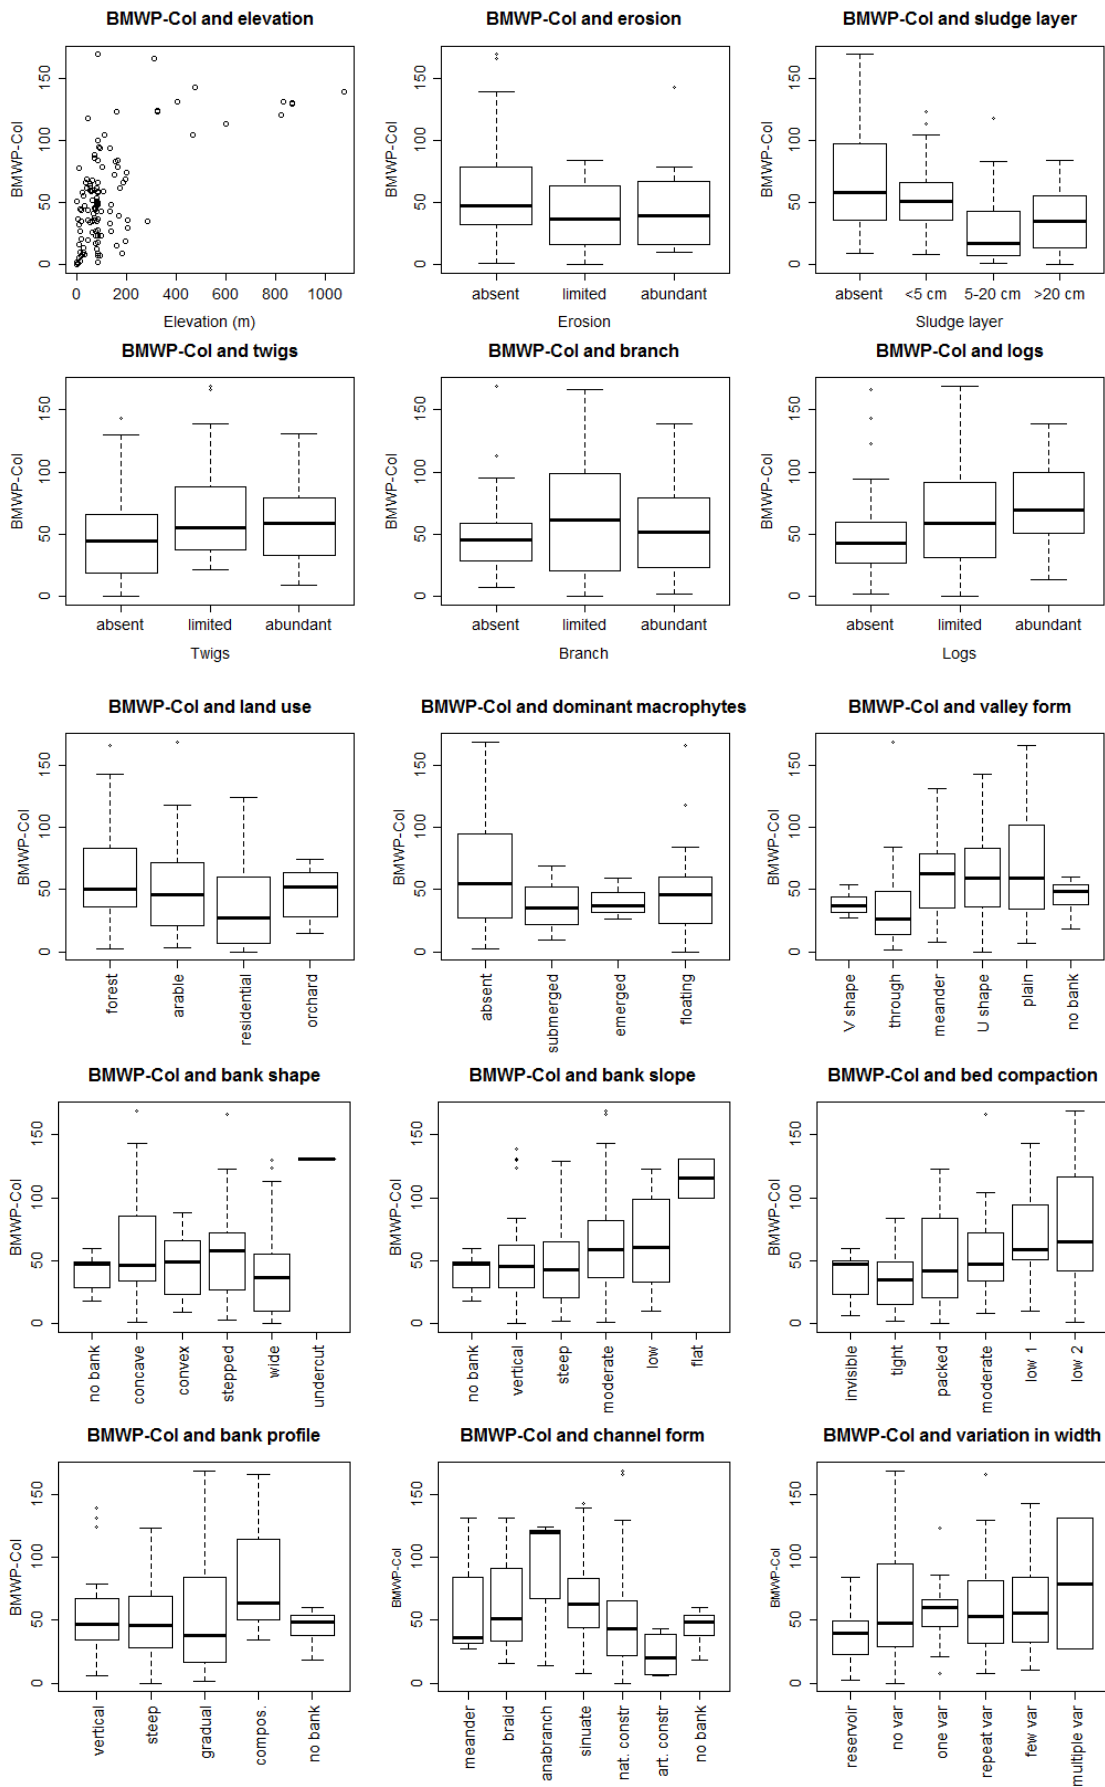 BMWP-Col and elevation
BMWP-Col and erosion
BMWP-Col and sludge layer
BMWP-Col
0 50 100 150
0 200 400 600 800 1000
Elevation (m)
BMWP-Col
0 50 100 150
absent limited abundant
Erosion
BMWP-Col
0 50 100 150
absent <5 cm 5-20 cm >20 cm
Sludge layer
BMWP-Col and twigs
BMWP-Col and branch
BMWP-Col and logs
BMWP-Col
0 50 100 150
absent limited abundant
Twigs
BMWP-Col
0 50 100 150
absent limited abundant
Branch
BMWP-Col
0 50 100 150
absent limited abundant
Logs
BMWP-Col and land use
BMWP-Col and dominant macrophytes
BMWP-Col and valley form
BMWP-Col
0 50 100 150
forest arable residential orchard
BMWP-Col
0 50 100 150
absent submerged emerged floating
BMWP-Col
0 50 100 150
V shape through meander U shape plain no bank
BMWP-Col and bank shape
BMWP-Col and bank slope
BMWP-Col and bed compaction
BMWP-Col
0 50 100 150
no bank concave convex stepped wide undercut
BMWP-Col
0 50 100 150
no bank vertical steep moderate low flat
BMWP-Col
0 50 100 150
invisible tight packed moderate low 1 low 2
BMWP-Col and bank profile
BMWP-Col and channel form
BMWP-Col and variation in width
BMWP-Col
0 50 100 150
vertical steep gradual compos. no bank
BMWP-Col
0 50 100 150
meander braid anabranch sinuate nat. constr art. constr no bank
BMWP-Col
0 50 100 150
reservoir no var one var repeat var few var multiple var